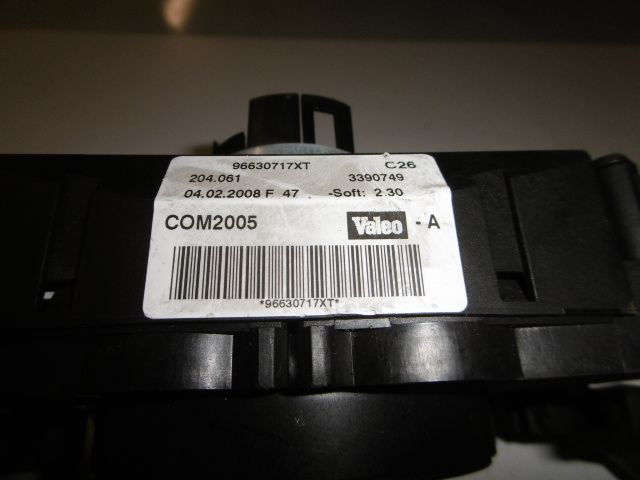 96630717XT C26
204.061 3390749
04.02.2008 F 47 -Soft: 2.30
COM2005 Valeo - A
*96630717XT*